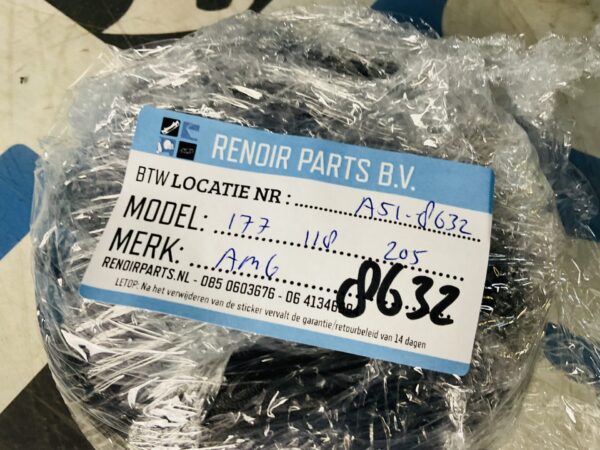 RENOIR PARTS B.V.
BTW LOCATIE NR : A51-8632
MODEL: 177 118 205
MERK: AMG
8632
RENOIRPARTS.NL - 085 0603676 - 06 4134
LETOP: Na het verwijderen van de sticker vervalt de garantie/retourbeleid van 14 dagen